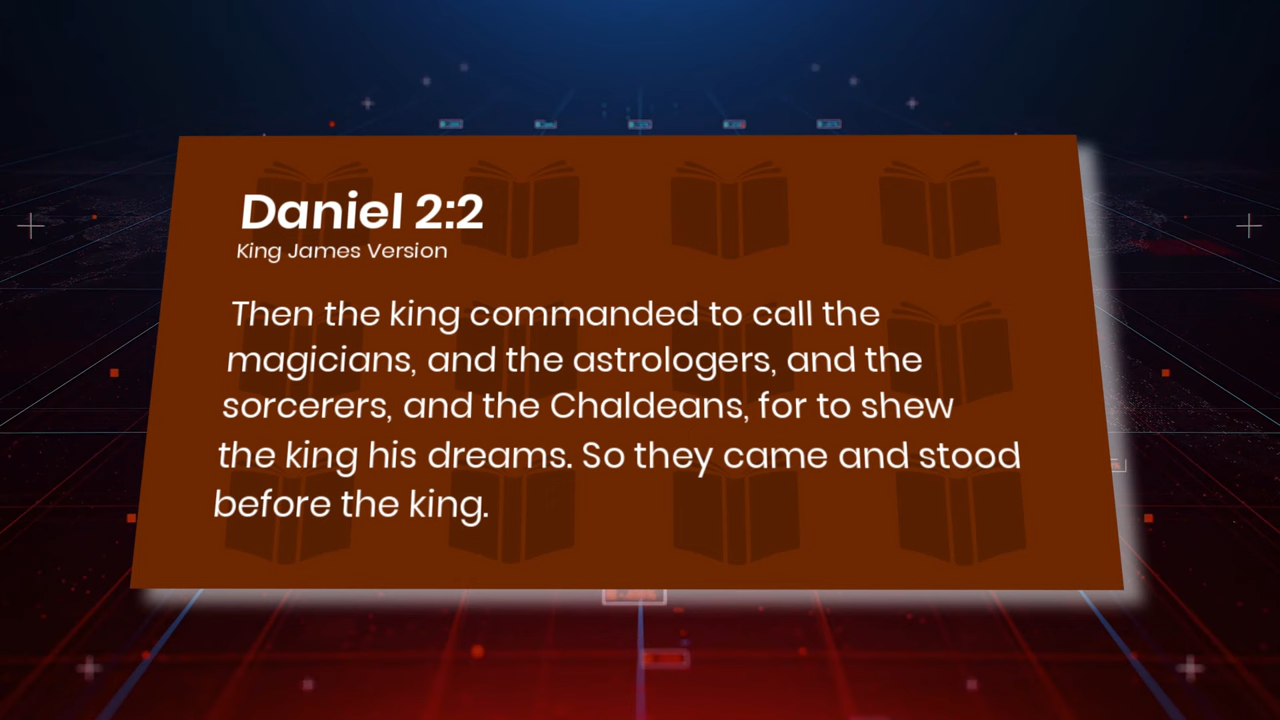 Daniel 2:2
King James Version
Then the king commanded to call the
magicians, and the astrologers, and the
sorcerers, and the Chaldeans, for to shew
the king his dreams. So they came and stood
before the king.